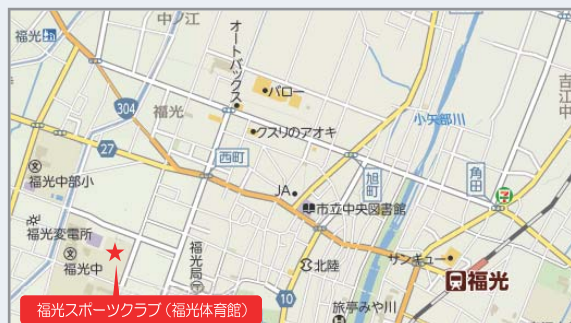 中ノ江
福光
オートバックス
バロー
吉江中
304
福光
クスリのアオキ
小矢部川
27
西町
旭町
角田
福光中部小
JA
市立中央図書館
福光変電所
福光中
福光局
北陸
サンキュー
福光
10
旅亭みや川
福光スポーツクラブ(福光体育館)